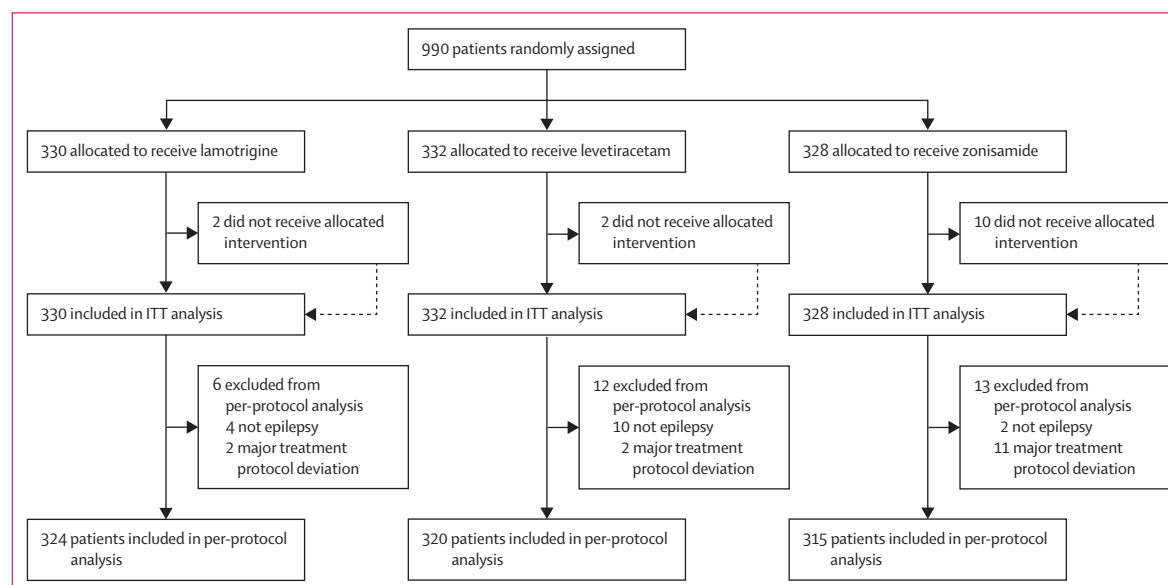 990 patients randomly assigned
330 allocated to receive lamotrigine
332 allocated to receive levetiracetam
328 allocated to receive zonisamide
2 did not receive allocated
intervention
2 did not receive allocated
intervention
10 did not receive allocated
intervention
330 included in ITT analysis
332 included in ITT analysis
328 included in ITT analysis
6 excluded from
per-protocol analysis
4 not epilepsy
2 major treatment
protocol deviation
12 excluded from
per-protocol analysis
10 not epilepsy
2 major treatment
protocol deviation
13 excluded from
per-protocol analysis
2 not epilepsy
11 major treatment
protocol deviation
324 patients included in per-protocol
analysis
320 patients included in per-protocol
analysis
315 patients included in per-protocol
analysis